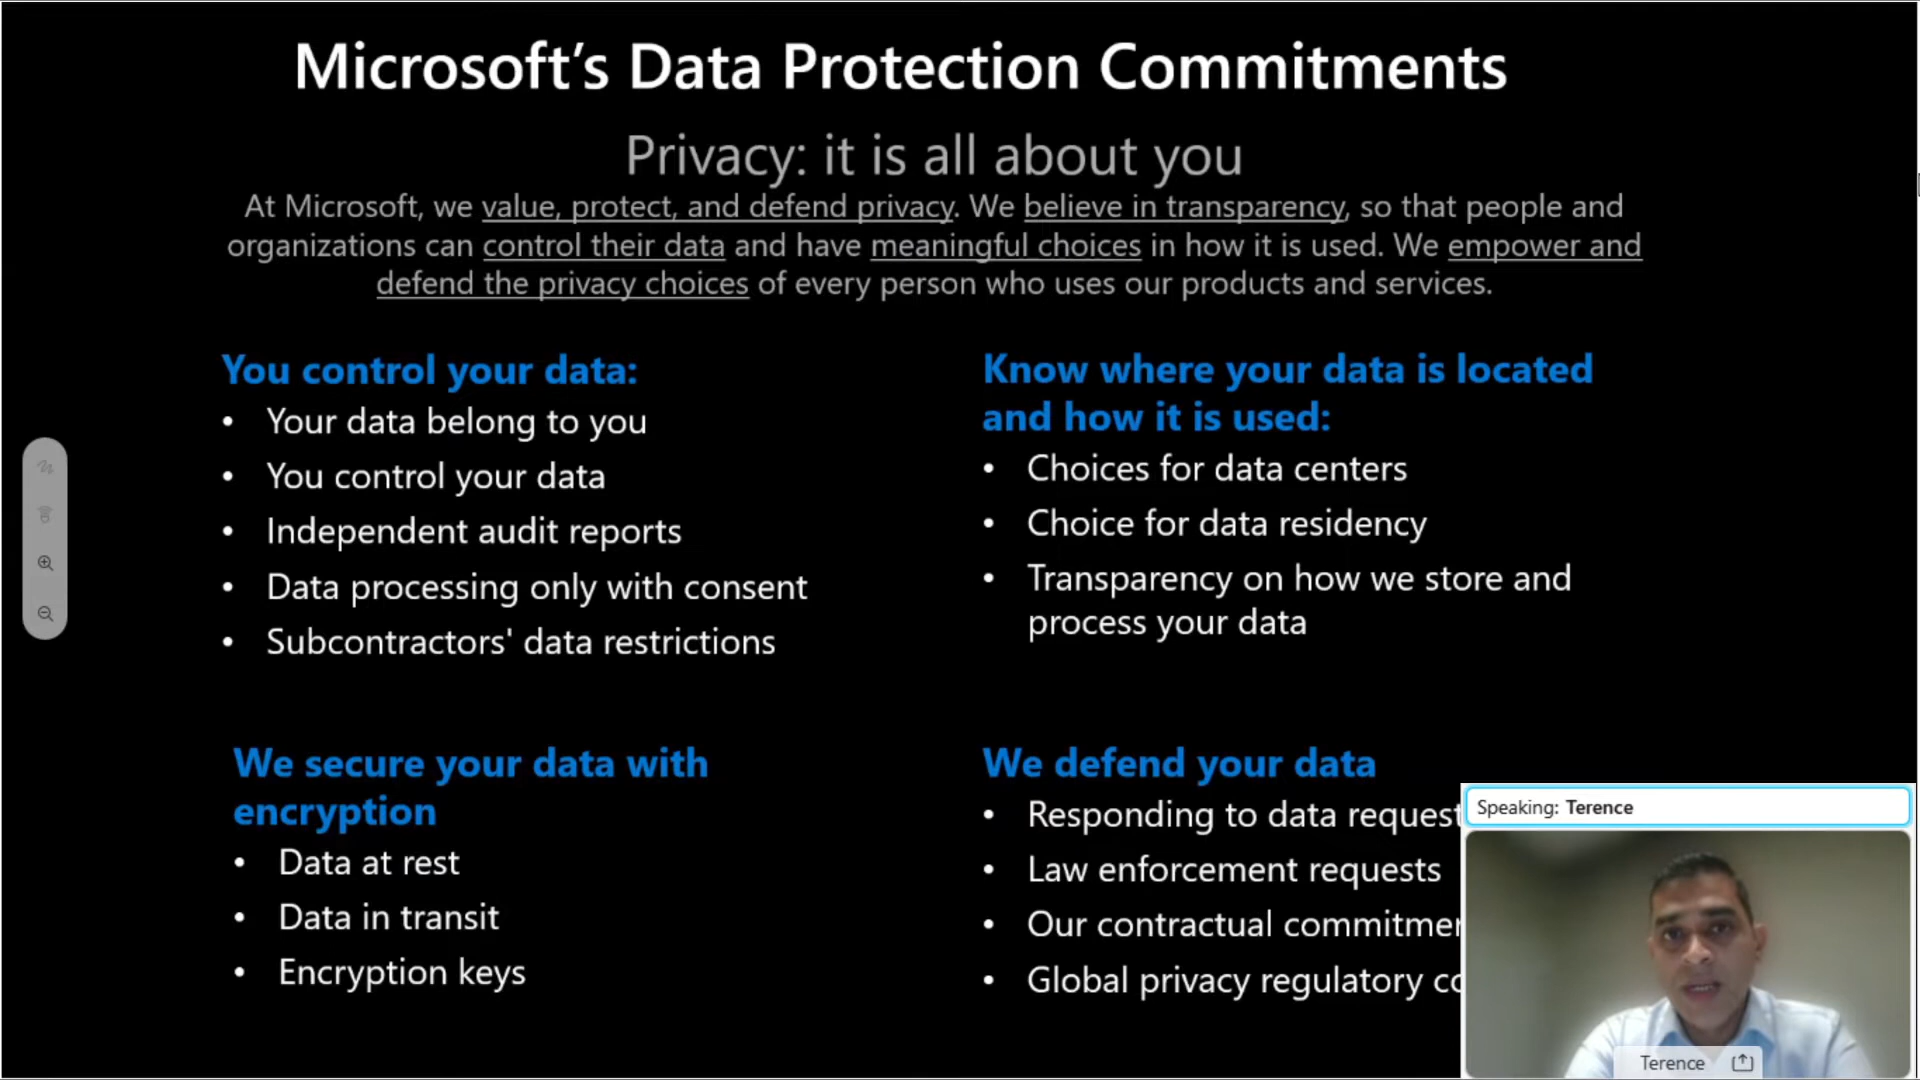 Microsoft’s Data Protection Commitments
Privacy: it is all about you
At Microsoft, we value, protect, and defend privacy. We believe in transparency, so that people and
organizations can control their data and have meaningful choices in how it is used. We empower and
defend the privacy choices of every person who uses our products and services.
You control your data:
• Your data belong to you
• You control your data
• Independent audit reports
• Data processing only with consent
• Subcontractors' data restrictions
Know where your data is located
and how it is used:
• Choices for data centers
• Choice for data residency
• Transparency on how we store and
process your data
We secure your data with
encryption
• Data at rest
• Data in transit
• Encryption keys
We defend your data
• Responding to data request
• Law enforcement requests
• Our contractual
• Global privacy regulatory
Speaking: Terence
Terence